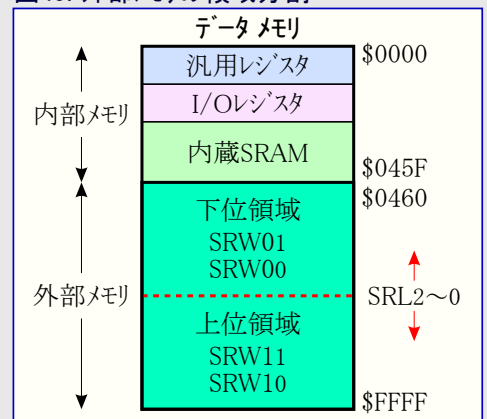 データ メモリ
汎用レジスタ
I/Oレジスタ
内蔵SRAM
下位領域
SRW01
SRW00
上位領域
SRW11
SRW10
内部メモリ
外部メモリ
$0000
$045F
$0460
SRL2～0
$FFFF